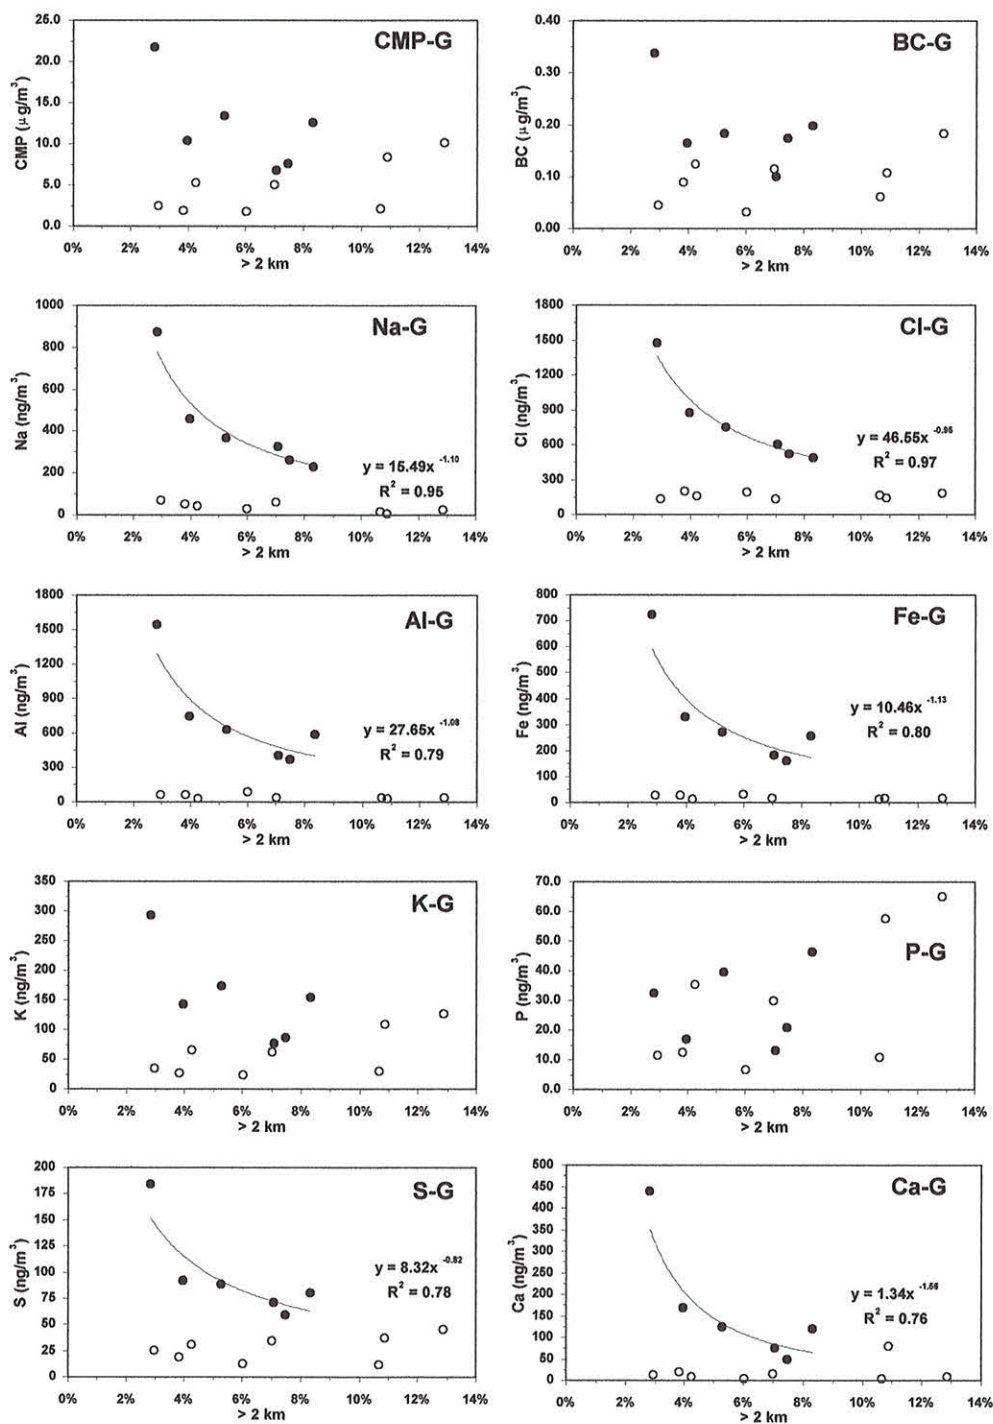 CMP-G
CMP (μg/m³)
25.0
20.0
15.0
10.0
5.0
0.0
0% 2% 4% 6% 8% 10% 12% 14%
> 2 km
BC-G
BC (μg/m³)
0.40
0.30
0.20
0.10
0.00
0% 2% 4% 6% 8% 10% 12% 14%
> 2 km
Na-G
Na (ng/m³)
1000
800
600
400
200
0
y = 15.49x^-1.10
R² = 0.95
0% 2% 4% 6% 8% 10% 12% 14%
> 2 km
Cl-G
Cl (ng/m³)
1800
1500
1200
900
600
300
0
y = 46.55x^-0.95
R² = 0.97
0% 2% 4% 6% 8% 10% 12% 14%
> 2 km
Al-G
Al (ng/m³)
1800
1500
1200
900
600
300
0
y = 27.65x^-1.08
R² = 0.79
0% 2% 4% 6% 8% 10% 12% 14%
> 2 km
Fe-G
Fe (ng/m³)
800
700
600
500
400
300
200
100
0
y = 10.46x^-1.13
R² = 0.80
0% 2% 4% 6% 8% 10% 12% 14%
> 2 km
K-G
K (ng/m³)
350
300
250
200
150
100
50
0
0% 2% 4% 6% 8% 10% 12% 14%
> 2 km
P-G
P (ng/m³)
70.0
60.0
50.0
40.0
30.0
20.0
10.0
0.0
0% 2% 4% 6% 8% 10% 12% 14%
> 2 km
S-G
S (ng/m³)
200
175
150
125
100
75
50
25
0
y = 8.32x^-0.82
R² = 0.78
0% 2% 4% 6% 8% 10% 12% 14%
> 2 km
Ca-G
Ca (ng/m³)
500
450
400
350
300
250
200
150
100
50
0
y = 1.34x^-1.56
R² = 0.76
0% 2% 4% 6% 8% 10% 12% 14%
> 2 km